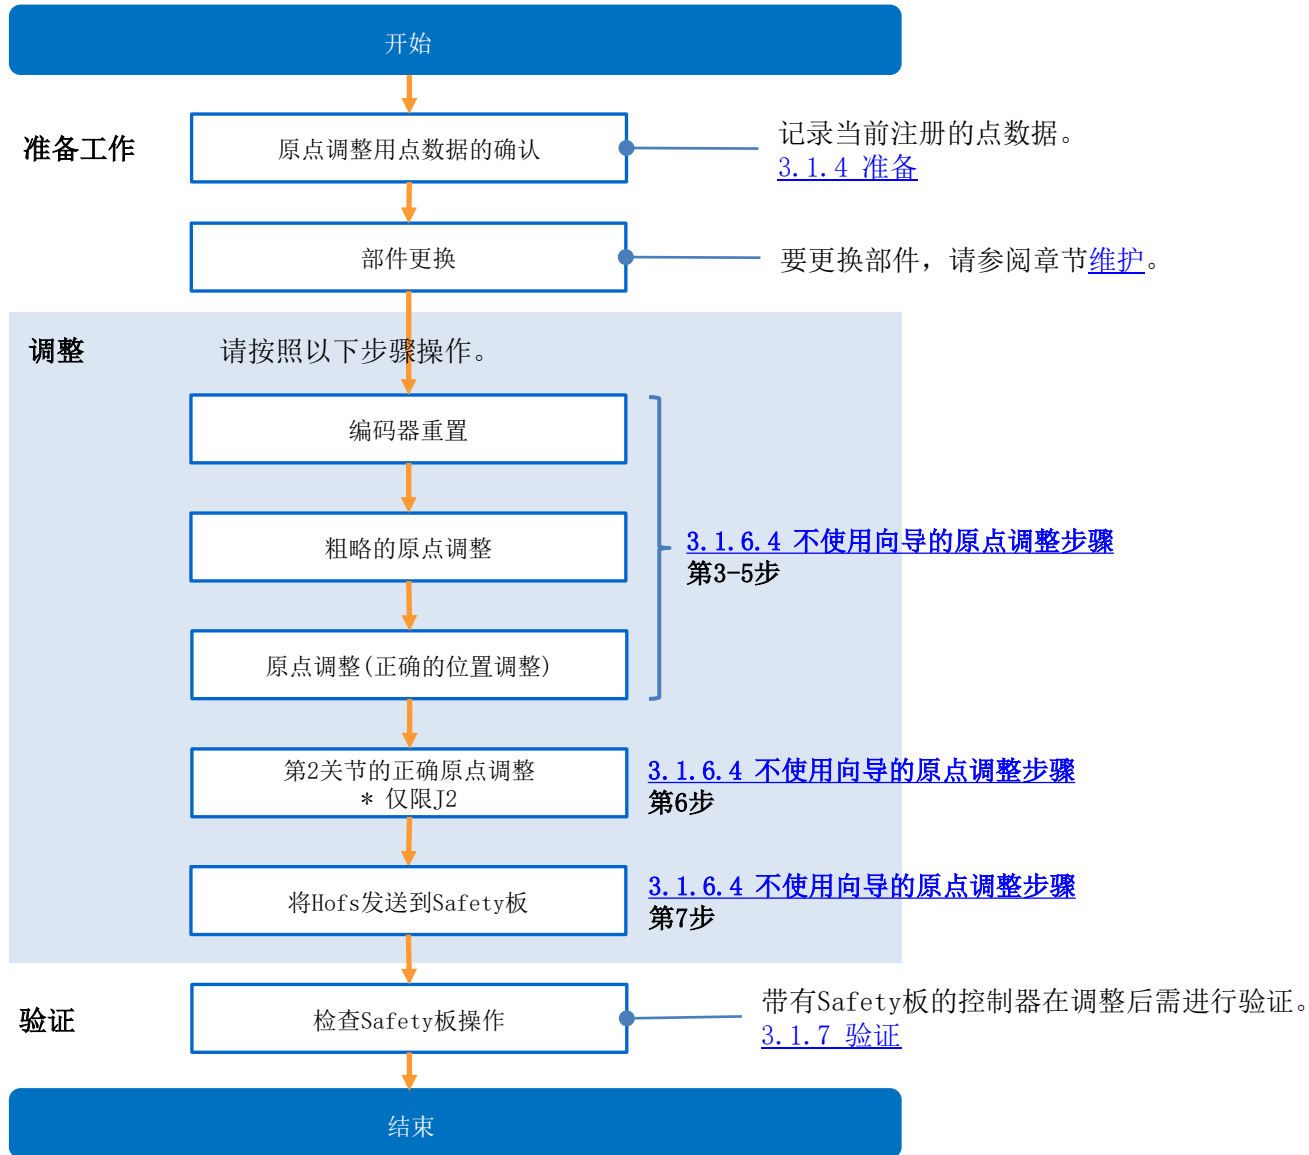 开始
准备工作
原点调整用点数据的确认
记录当前注册的点数据。
3.1.4 准备
部件更换
要更换部件，请参阅章节维护。
调整
请按照以下步骤操作。
编码器重置
粗略的原点调整
原点调整(正确的位置调整)
3.1.6.4 不使用向导的原点调整步骤
第3-5步
第2关节的正确原点调整
* 仅限J2
3.1.6.4 不使用向导的原点调整步骤
第6步
将Hofs发送到Safety板
3.1.6.4 不使用向导的原点调整步骤
第7步
验证
检查Safety板操作
带有Safety板的控制器在调整后需进行验证。
3.1.7 验证
结束